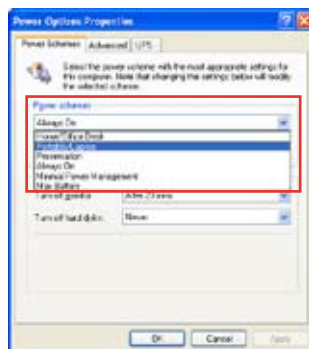 Power Options Properties
Power Schemes Advanced UPS
Select the power scheme with the most appropriate settings for
this computer. Note that changing the settings below will modify
the selected scheme.
Power schemes
Always On
Home/Office Desk
Portable/Laptop
Presentation
Always On
Minimal Power Management
Max Battery
Turn off monitor: After 20 mins
Turn off hard disks: Never
OK Cancel Apply